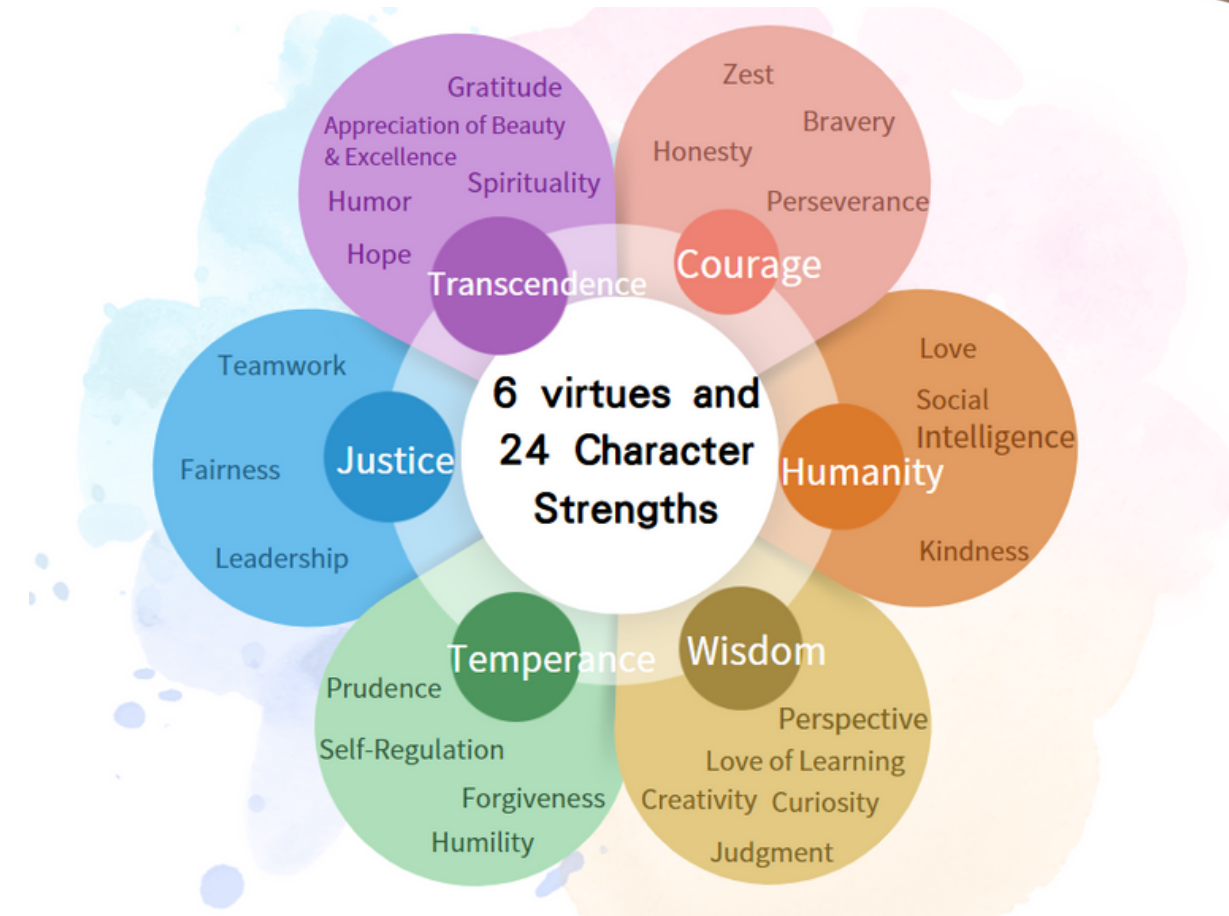 6 virtues and
24 Character
Strengths
Transcendence
Gratitude
Appreciation of Beauty
& Excellence
Spirituality
Humor
Hope
Courage
Zest
Bravery
Honesty
Perseverance
Humanity
Love
Social
Intelligence
Kindness
Wisdom
Perspective
Love of Learning
Creativity Curiosity
Judgment
Temperance
Prudence
Self-Regulation
Forgiveness
Humility
Justice
Teamwork
Fairness
Leadership